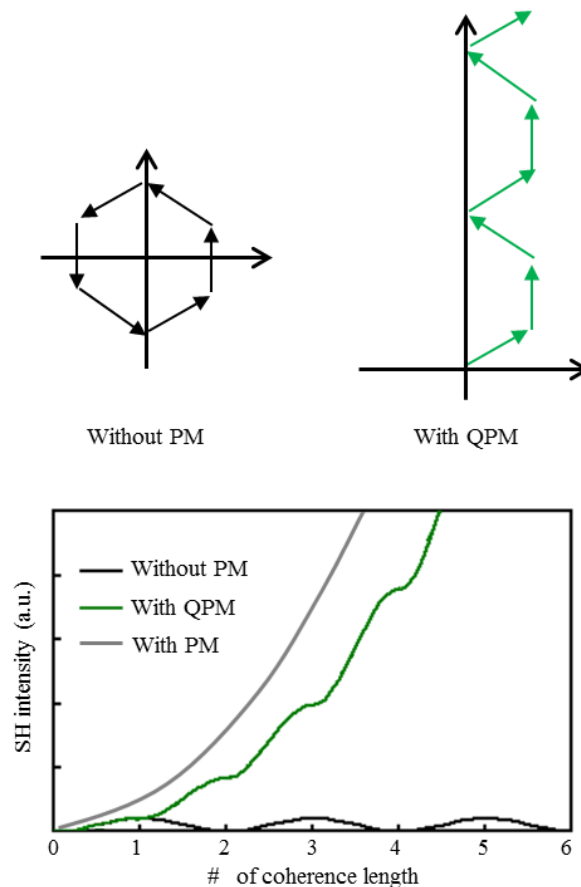 Without PM
With QPM
Without PM
With QPM
With PM
SH intensity (a.u.)
0 1 2 3 4 5 6
# of coherence length